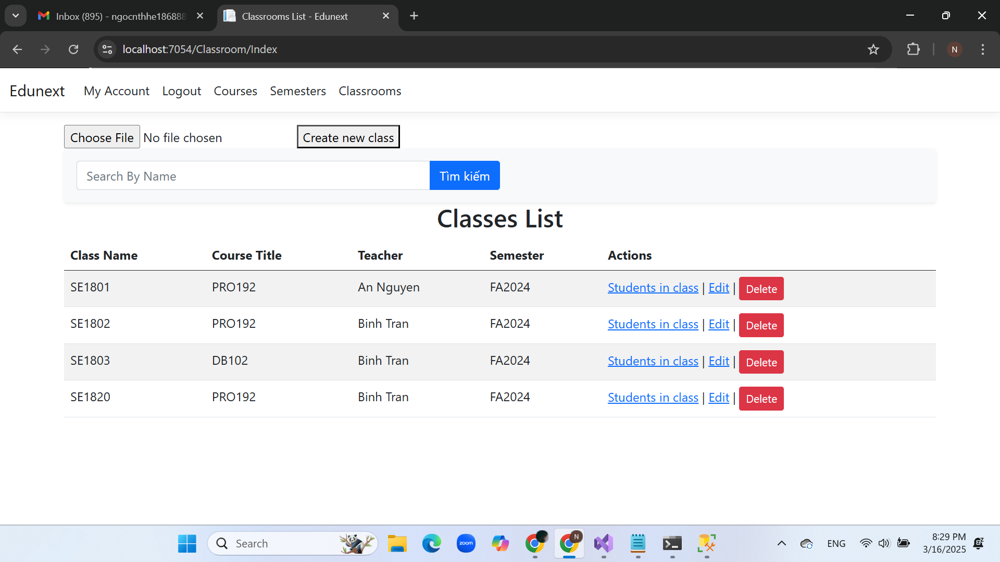 Inbox (895) - ngocnthhe186888
Classrooms List - Edunext
localhost:7054/Classroom/Index
N
Edunext My Account Logout Courses Semesters Classrooms
Choose File No file chosen Create new class
Search By Name Tìm kiếm
Classes List
Class Name Course Title Teacher Semester Actions
SE1801 PRO192 An Nguyen FA2024 Students in class | Edit | Delete
SE1802 PRO192 Binh Tran FA2024 Students in class | Edit | Delete
SE1803 DB102 Binh Tran FA2024 Students in class | Edit | Delete
SE1820 PRO192 Binh Tran FA2024 Students in class | Edit | Delete
Search
zoom
N
ENG
8:29 PM
3/16/2025